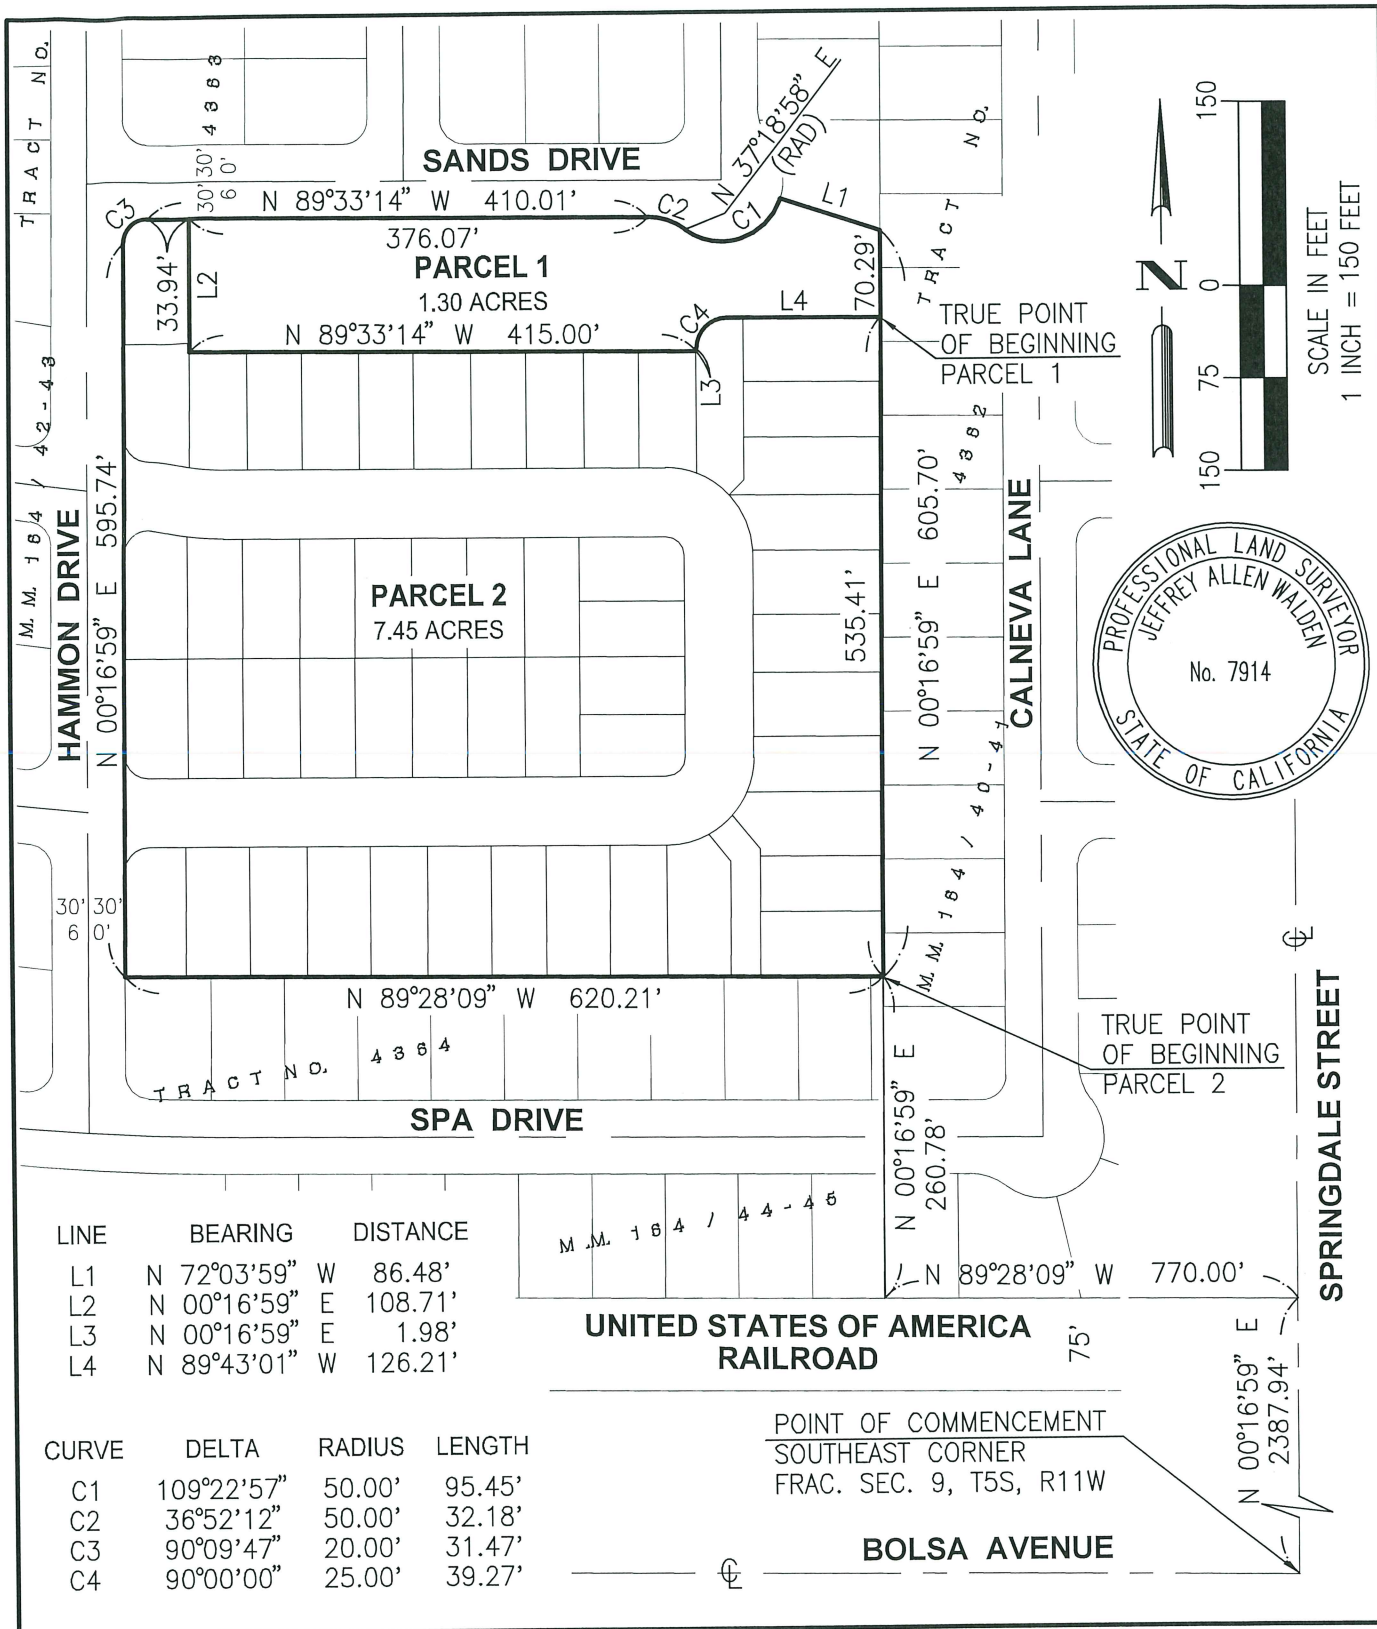 TRACT NO.
4363
30' 30'
6 0'
SANDS DRIVE
N 37°18'58" E
(RAD)
NO.
150
C3
N 89°33'14" W 410.01'
C2
C1
L1
TRACT
376.07'
PARCEL 1
1.30 ACRES
33.94'
L2
70.29'
N
0
SCALE IN FEET
1 INCH = 150 FEET
N 89°33'14" W 415.00'
C4
L4
L3
TRUE POINT
OF BEGINNING
PARCEL 1
75
M.M. 164 / 42-43
4362
150
HAMMON DRIVE
N 00°16'59" E 595.74'
PARCEL 2
7.45 ACRES
535.41'
N 00°16'59" E 605.70'
CALNEVA LANE
PROFESSIONAL LAND SURVEYOR
JEFFREY ALLEN WALDEN
No. 7914
STATE OF CALIFORNIA
M.M. 164 / 40-41
30' 30'
6 0'
℄
N 89°28'09" W 620.21'
TRACT NO. 4364
TRUE POINT
OF BEGINNING
PARCEL 2
SPA DRIVE
N 00°16'59" E
260.78'
SPRINGDALE STREET
M.M. 164 / 44-45
N 89°28'09" W 770.00'
UNITED STATES OF AMERICA
RAILROAD
75'
N 00°16'59" E
2387.94'
LINE BEARING DISTANCE
L1 N 72°03'59" W 86.48'
L2 N 00°16'59" E 108.71'
L3 N 00°16'59" E 1.98'
L4 N 89°43'01" W 126.21'
POINT OF COMMENCEMENT
SOUTHEAST CORNER
FRAC. SEC. 9, T5S, R11W
CURVE DELTA RADIUS LENGTH
C1 109°22'57" 50.00' 95.45'
C2 36°52'12" 50.00' 32.18'
C3 90°09'47" 20.00' 31.47'
C4 90°00'00" 25.00' 39.27'
BOLSA AVENUE
℄